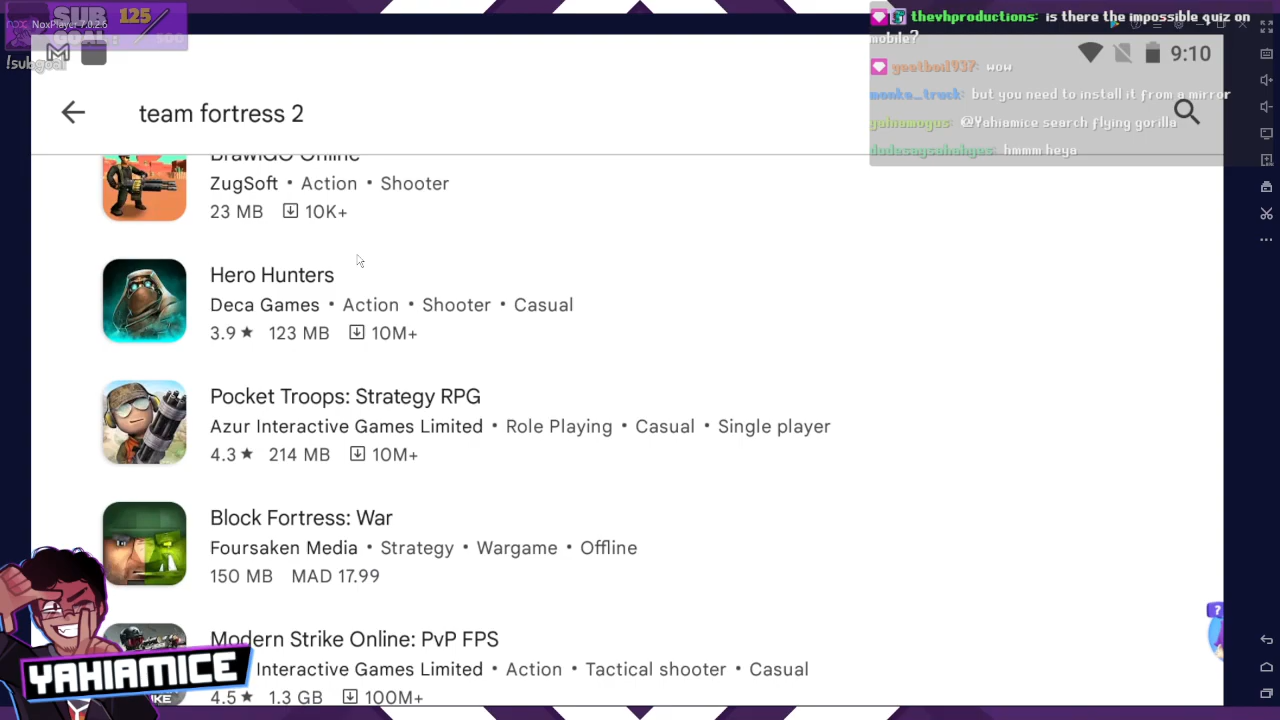 NoxPlayer 7.0.2.6
SUB 125
GOAL: / 500
!subgoal
thevhproductions: is there the impossible quiz on
mobile?
yeetboi1937: wow
monke_truck: but you need to install it from a mirror
yahiamogus: @Yahiamice search flying gorilla
dudesaysahahyes: hmmm heya
9:10
team fortress 2
BrawlGO Online
ZugSoft • Action • Shooter
23 MB 10K+
Hero Hunters
Deca Games • Action • Shooter • Casual
3.9 ★ 123 MB 10M+
Pocket Troops: Strategy RPG
Azur Interactive Games Limited • Role Playing • Casual • Single player
4.3 ★ 214 MB 10M+
Block Fortress: War
Foursaken Media • Strategy • Wargame • Offline
150 MB MAD 17.99
Modern Strike Online: PvP FPS
Interactive Games Limited • Action • Tactical shooter • Casual
4.5 ★ 1.3 GB 100M+
YAHIAMICE